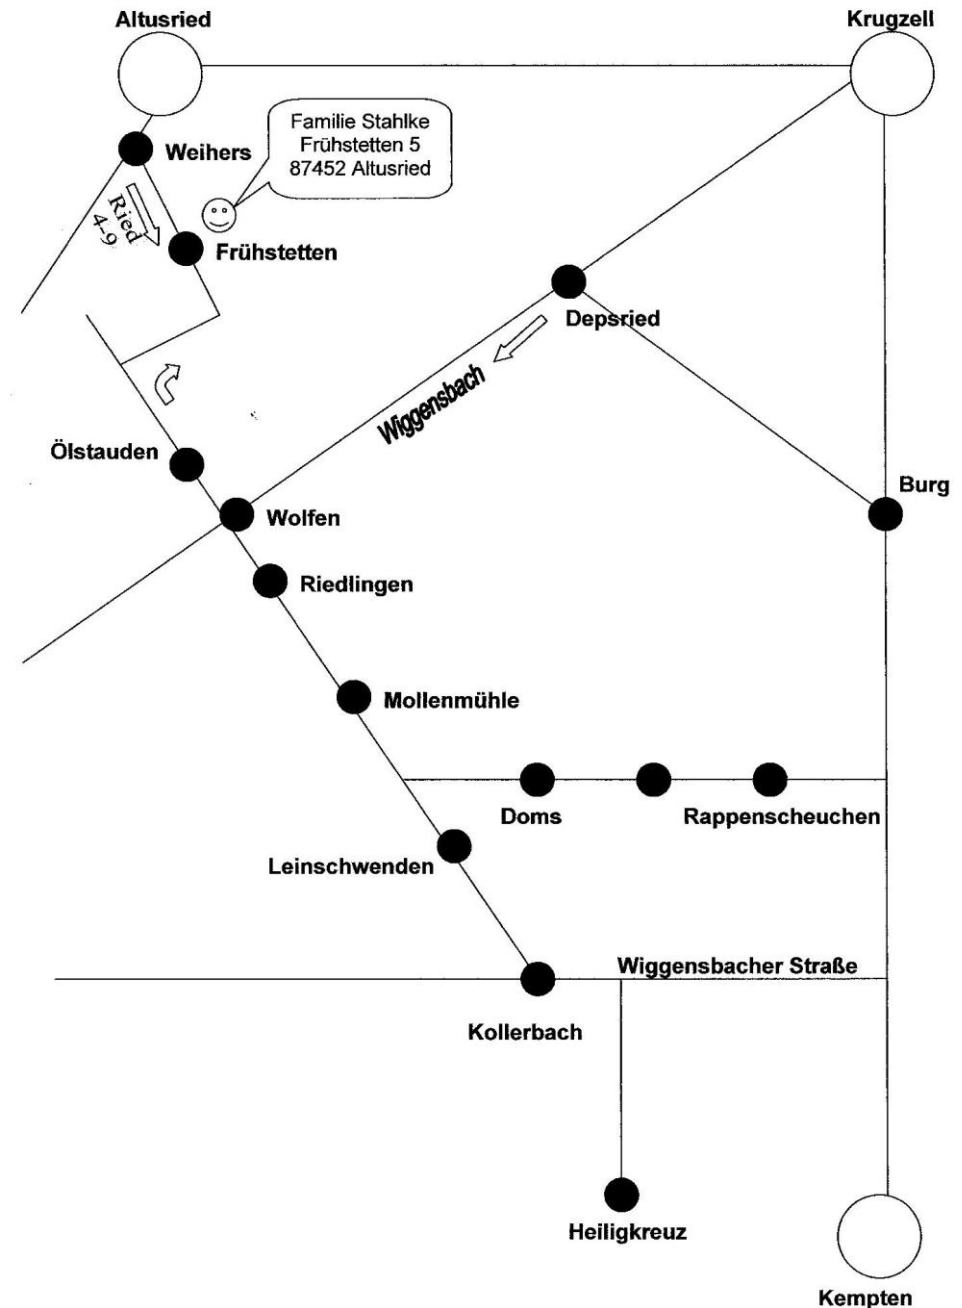 Altusried
Krugzell
Familie Stahlke
Frühstetten 5
87452 Altusried
Weihers
Ried
4-9
Frühstetten
Depsried
Wiggensbach
Ölstauden
Burg
Wolfen
Riedlingen
Mollenmühle
Doms
Rappenscheuchen
Leinschwenden
Wiggensbacher Straße
Kollerbach
Heiligkreuz
Kempten